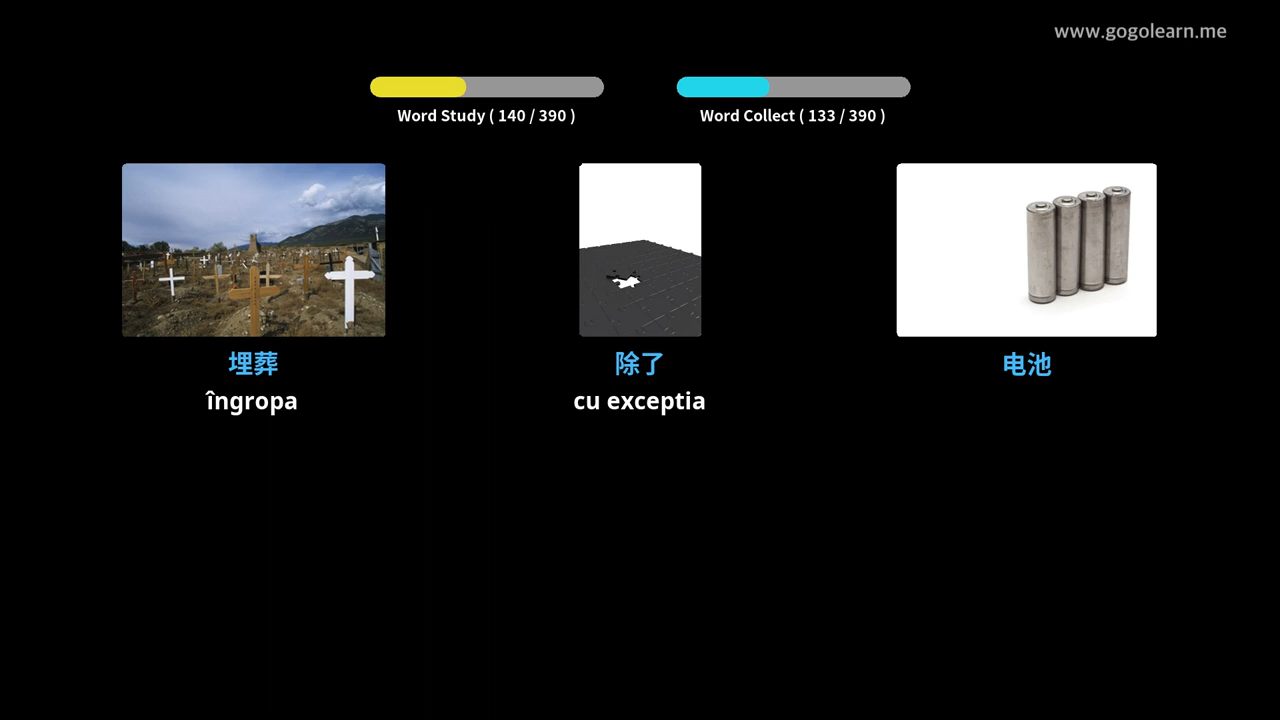 www.gogolearn.me
Word Study ( 140 / 390 )
Word Collect ( 133 / 390 )
埋葬
îngropa
除了
cu exceptia
电池